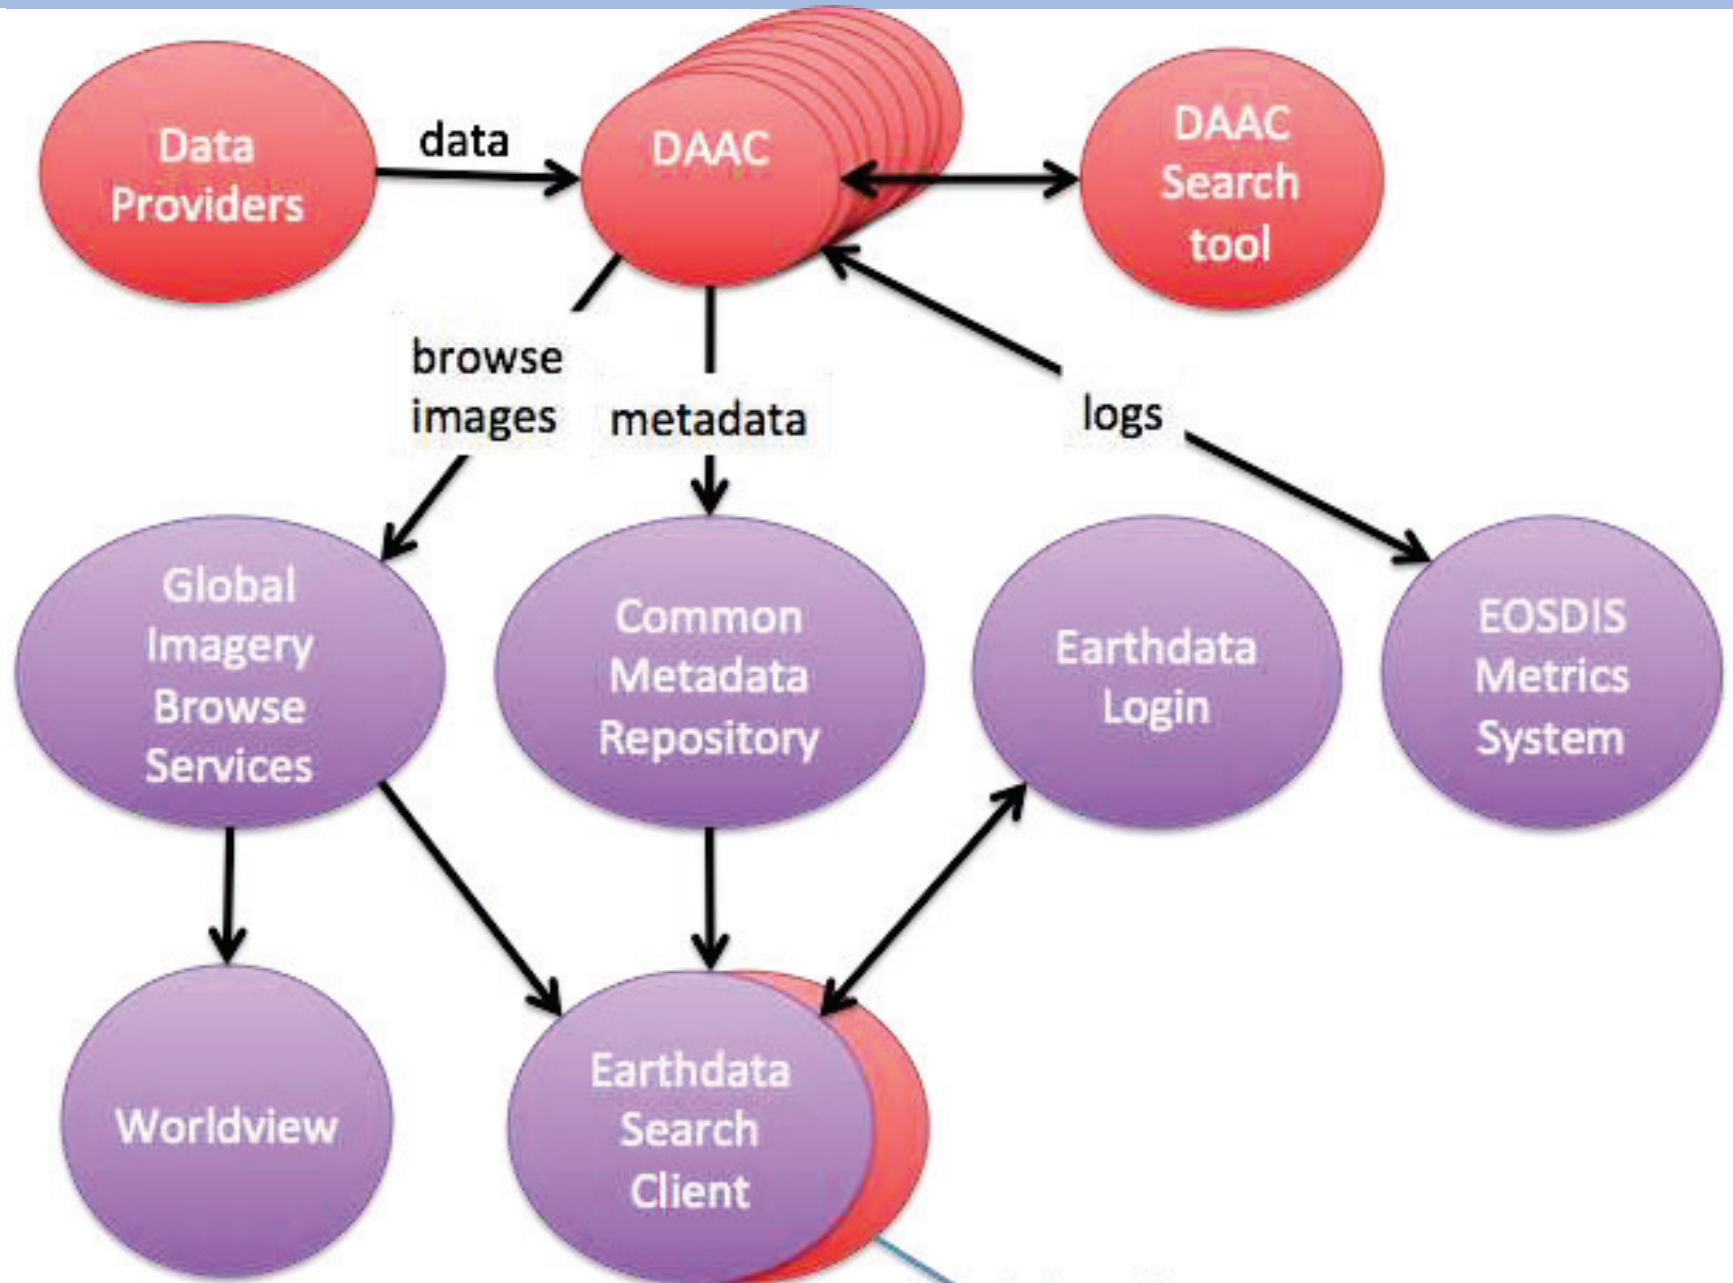 Data
Providers
data
DAAC
DAAC
Search
tool
browse
images
metadata
logs
Global
Imagery
Browse
Services
Common
Metadata
Repository
Earthdata
Login
EOSDIS
Metrics
System
Worldview
Earthdata
Search
Client